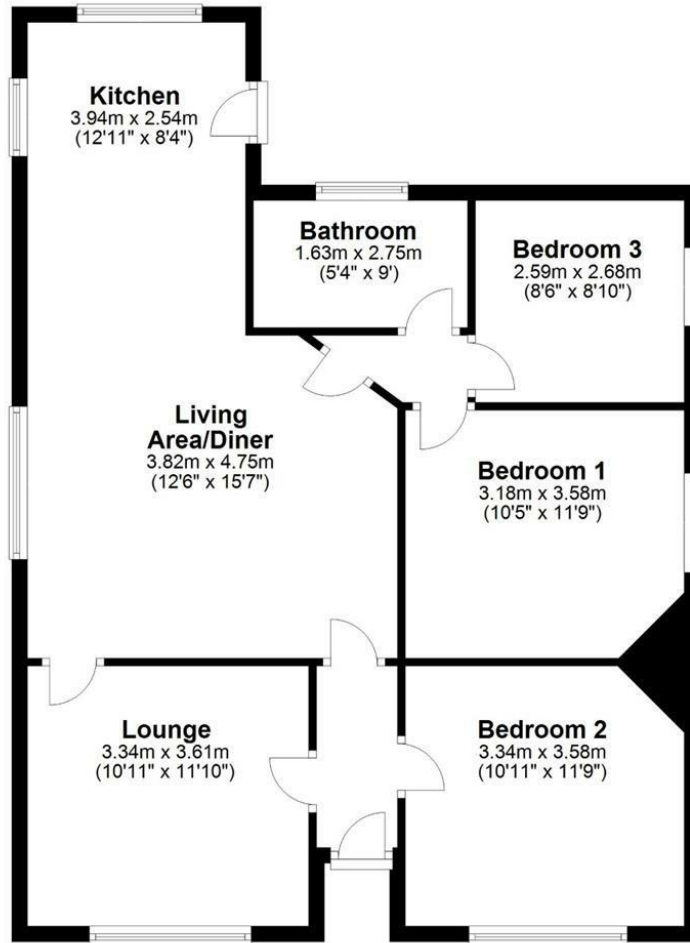 Kitchen
3.94m x 2.54m
(12'11" x 8'4")
Bathroom
1.63m x 2.75m
(5'4" x 9')
Bedroom 3
2.59m x 2.68m
(8'6" x 8'10")
Living
Area/Diner
3.82m x 4.75m
(12'6" x 15'7")
Bedroom 1
3.18m x 3.58m
(10'5" x 11'9")
Lounge
3.34m x 3.61m
(10'11" x 11'10")
Bedroom 2
3.34m x 3.58m
(10'11" x 11'9")